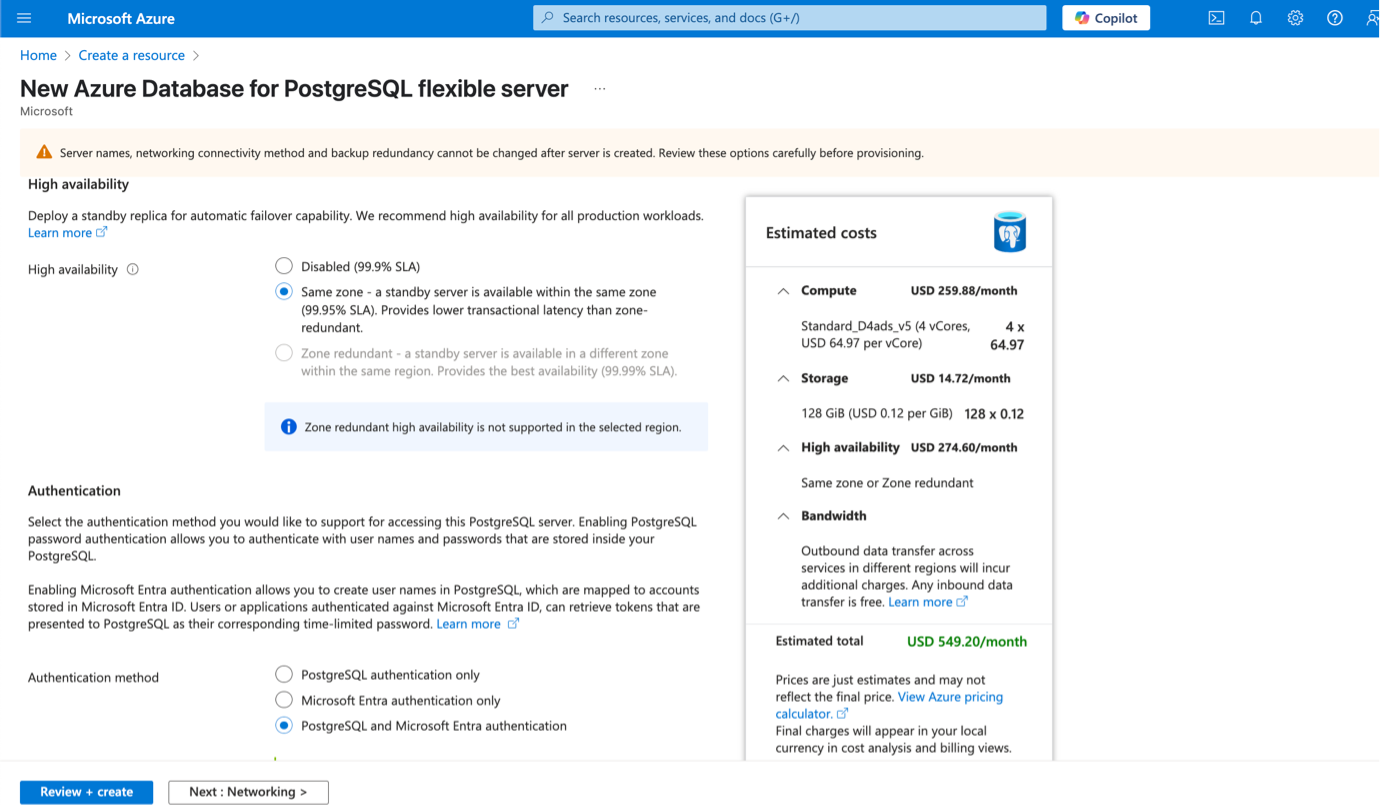 Microsoft Azure
Search resources, services, and docs (G+/)
Copilot
Home > Create a resource >
New Azure Database for PostgreSQL flexible server ...
Microsoft
Server names, networking connectivity method and backup redundancy cannot be changed after server is created. Review these options carefully before provisioning.
High availability
Deploy a standby replica for automatic failover capability. We recommend high availability for all production workloads.
Learn more
High availability
Disabled (99.9% SLA)
Same zone - a standby server is available within the same zone
(99.95% SLA). Provides lower transactional latency than zone-
redundant.
Zone redundant - a standby server is available in a different zone
within the same region. Provides the best availability (99.99% SLA).
Zone redundant high availability is not supported in the selected region.
Authentication
Select the authentication method you would like to support for accessing this PostgreSQL server. Enabling PostgreSQL
password authentication allows you to authenticate with user names and passwords that are stored inside your
PostgreSQL.
Enabling Microsoft Entra authentication allows you to create user names in PostgreSQL, which are mapped to accounts
stored in Microsoft Entra ID. Users or applications authenticated against Microsoft Entra ID, can retrieve tokens that are
presented to PostgreSQL as their corresponding time-limited password. Learn more
Authentication method
PostgreSQL authentication only
Microsoft Entra authentication only
PostgreSQL and Microsoft Entra authentication
Estimated costs
Compute USD 259.88/month
Standard_D4ads_v5 (4 vCores, 4 x
USD 64.97 per vCore) 64.97
Storage USD 14.72/month
128 GiB (USD 0.12 per GiB) 128 x 0.12
High availability USD 274.60/month
Same zone or Zone redundant
Bandwidth
Outbound data transfer across
services in different regions will incur
additional charges. Any inbound data
transfer is free. Learn more
Estimated total USD 549.20/month
Prices are just estimates and may not
reflect the final price. View Azure pricing
calculator.
Final charges will appear in your local
currency in cost analysis and billing views.
Review + create
Next : Networking >